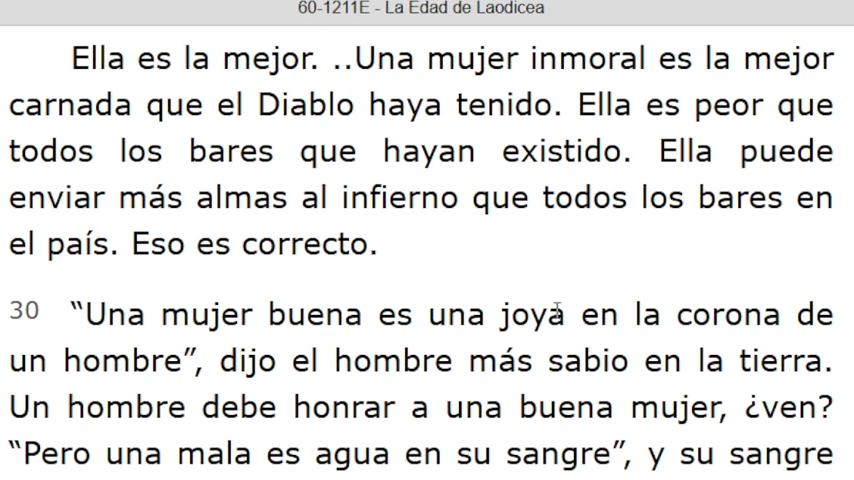 60-1211E - La Edad de Laodicea
Ella es la mejor. ..Una mujer inmoral es la mejor
carnada que el Diablo haya tenido. Ella es peor que
todos los bares que hayan existido. Ella puede
enviar más almas al infierno que todos los bares en
el país. Eso es correcto.
30 “Una mujer buena es una joya en la corona de
un hombre”, dijo el hombre más sabio en la tierra.
Un hombre debe honrar a una buena mujer, ¿ven?
“Pero una mala es agua en su sangre”, y su sangre